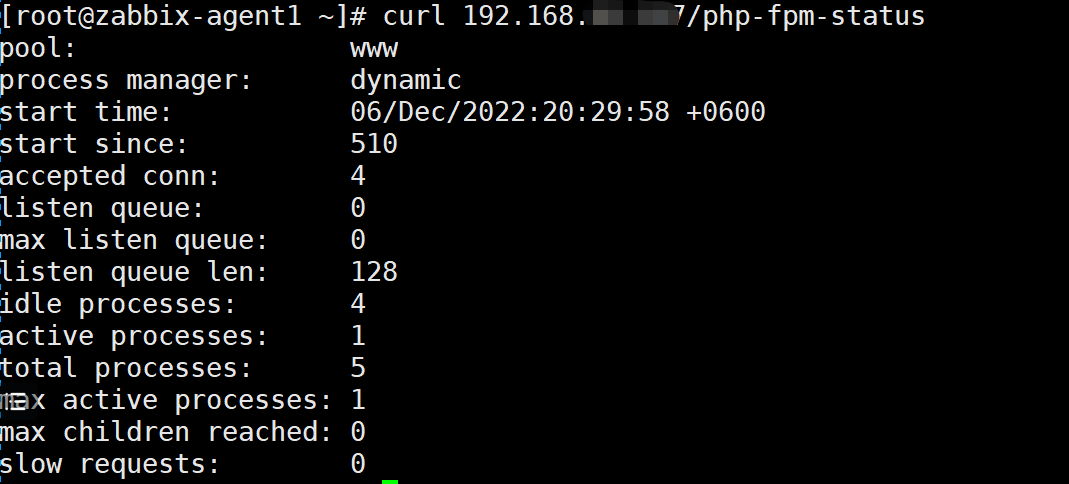 [root@zabbix-agent1 ~]# curl 192.168. 7/php-fpm-status
pool: www
process manager: dynamic
start time: 06/Dec/2022:20:29:58 +0600
start since: 510
accepted conn: 4
listen queue: 0
max listen queue: 0
listen queue len: 128
idle processes: 4
active processes: 1
total processes: 5
max active processes: 1
max children reached: 0
slow requests: 0